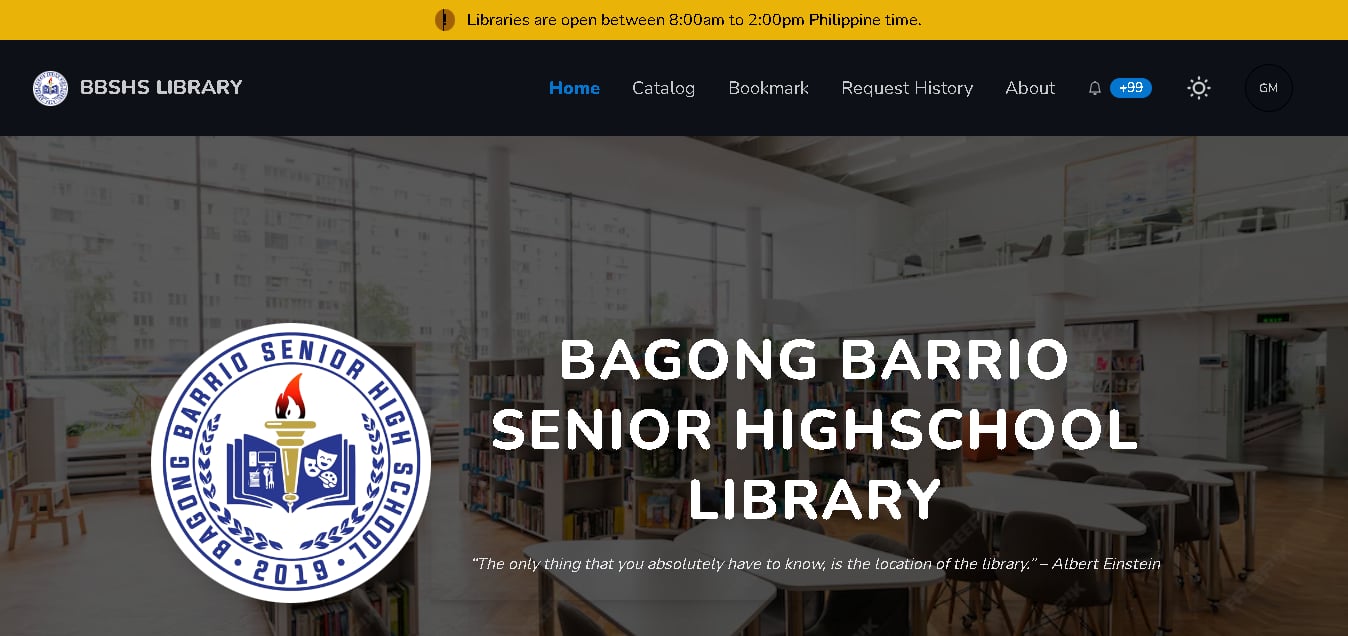 Libraries are open between 8:00am to 2:00pm Philippine time.
BBSHS LIBRARY
Home
Catalog
Bookmark
Request History
About
+99
GM
BAGONG BARRIO SENIOR HIGH SCHOOL
• 2019 •
BAGONG BARRIO
SENIOR HIGHSCHOOL
LIBRARY
“The only thing that you absolutely have to know, is the location of the library.” – Albert Einstein